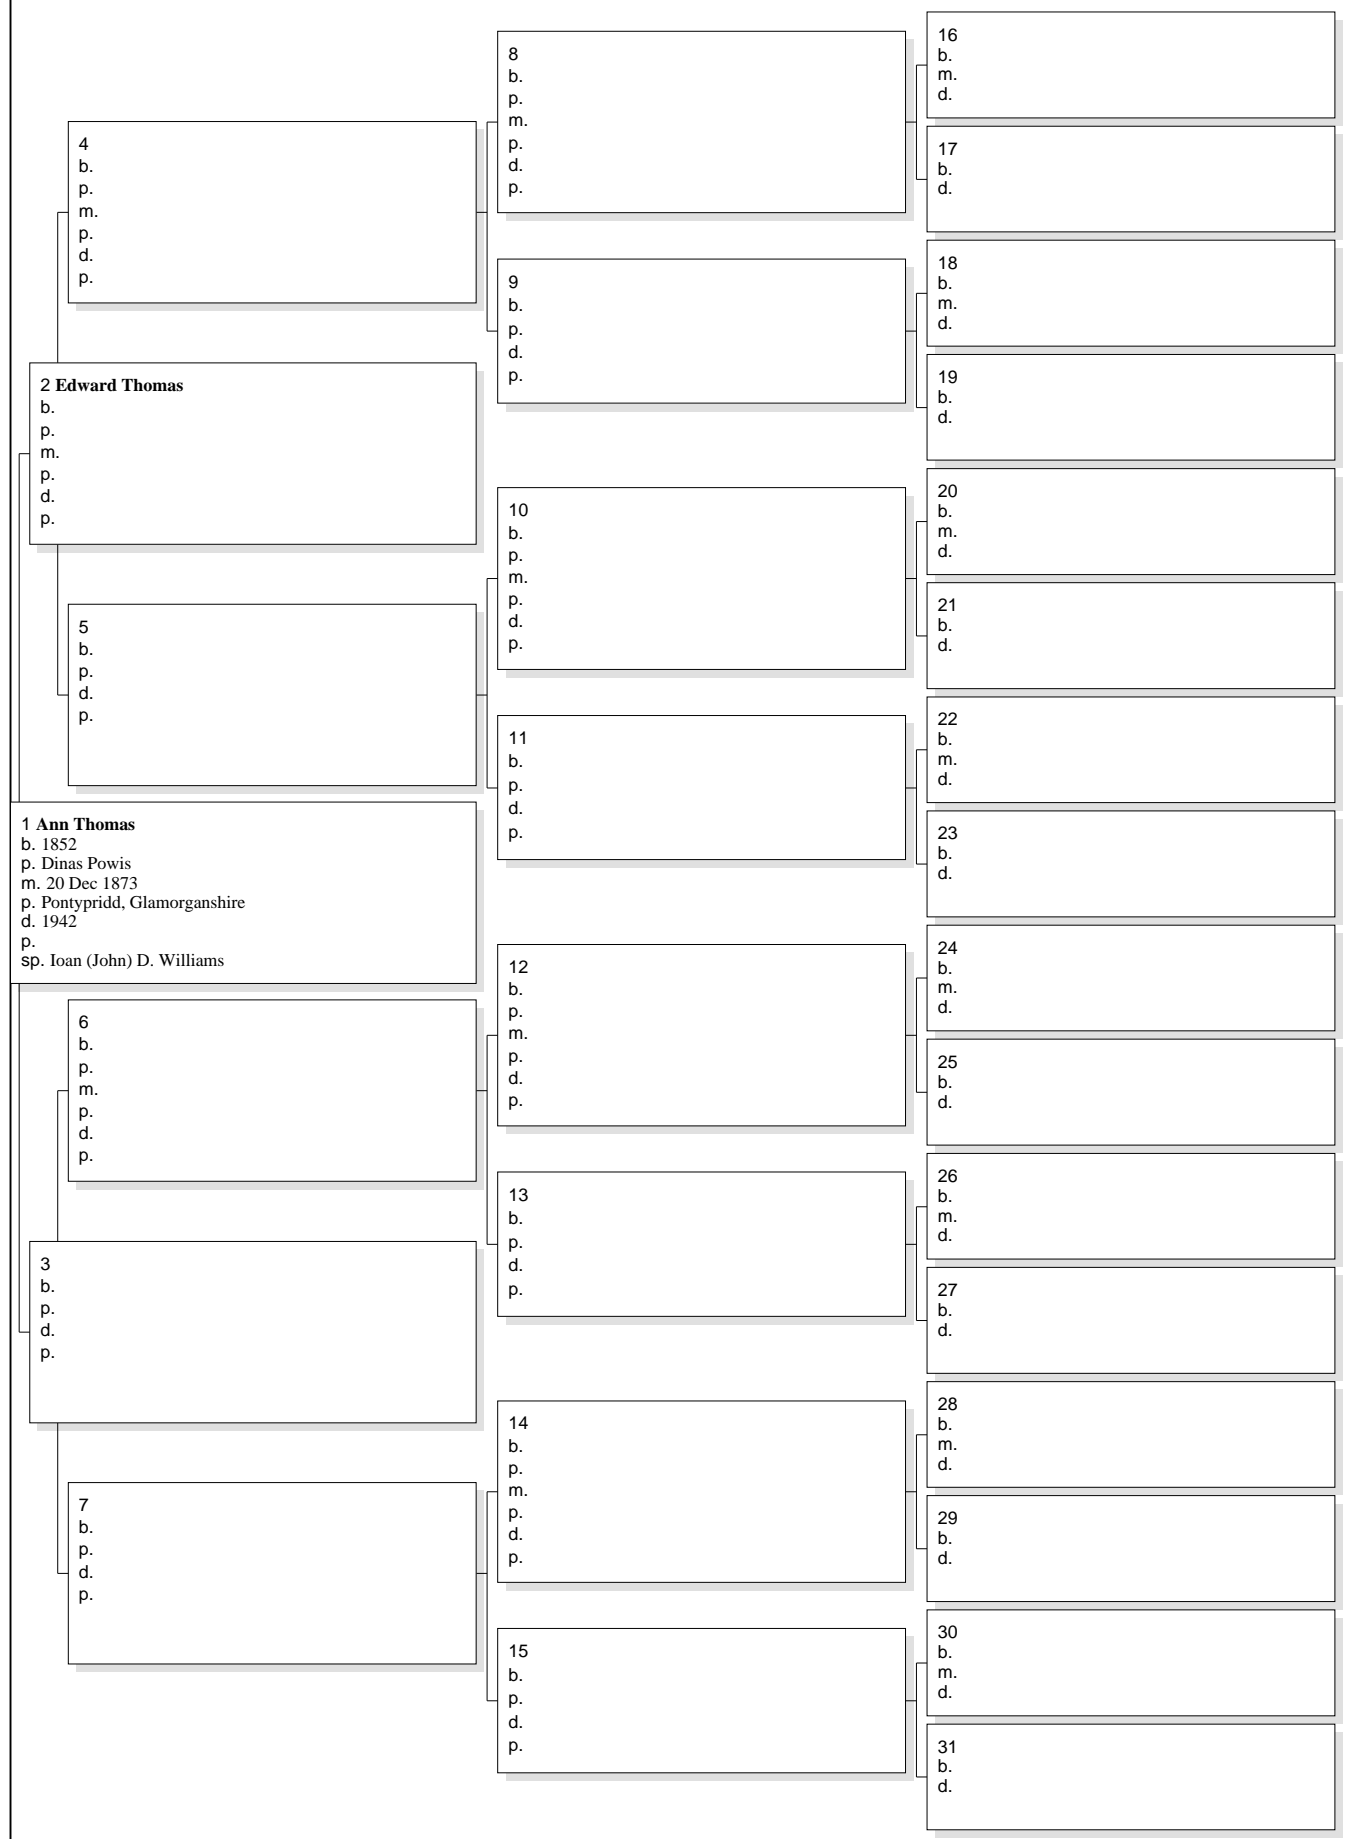 16
b.
m.
d.
8
b.
p.
m.
p.
d.
p.
17
b.
d.
4
b.
p.
m.
p.
d.
p.
18
b.
m.
d.
9
b.
p.
d.
p.
19
b.
d.
2 Edward Thomas
b.
p.
m.
p.
d.
p.
20
b.
m.
d.
10
b.
p.
m.
p.
d.
p.
21
b.
d.
5
b.
p.
d.
p.
22
b.
m.
d.
11
b.
p.
d.
p.
23
b.
d.
1 Ann Thomas
b. 1852
p. Dinas Powis
m. 20 Dec 1873
p. Pontypridd, Glamorganshire
d. 1942
p.
sp. Ioan (John) D. Williams
24
b.
m.
d.
12
b.
p.
m.
p.
d.
p.
25
b.
d.
6
b.
p.
m.
p.
d.
p.
26
b.
m.
d.
13
b.
p.
d.
p.
27
b.
d.
3
b.
p.
d.
p.
28
b.
m.
d.
14
b.
p.
m.
p.
d.
p.
29
b.
d.
7
b.
p.
d.
p.
30
b.
m.
d.
15
b.
p.
d.
p.
31
b.
d.